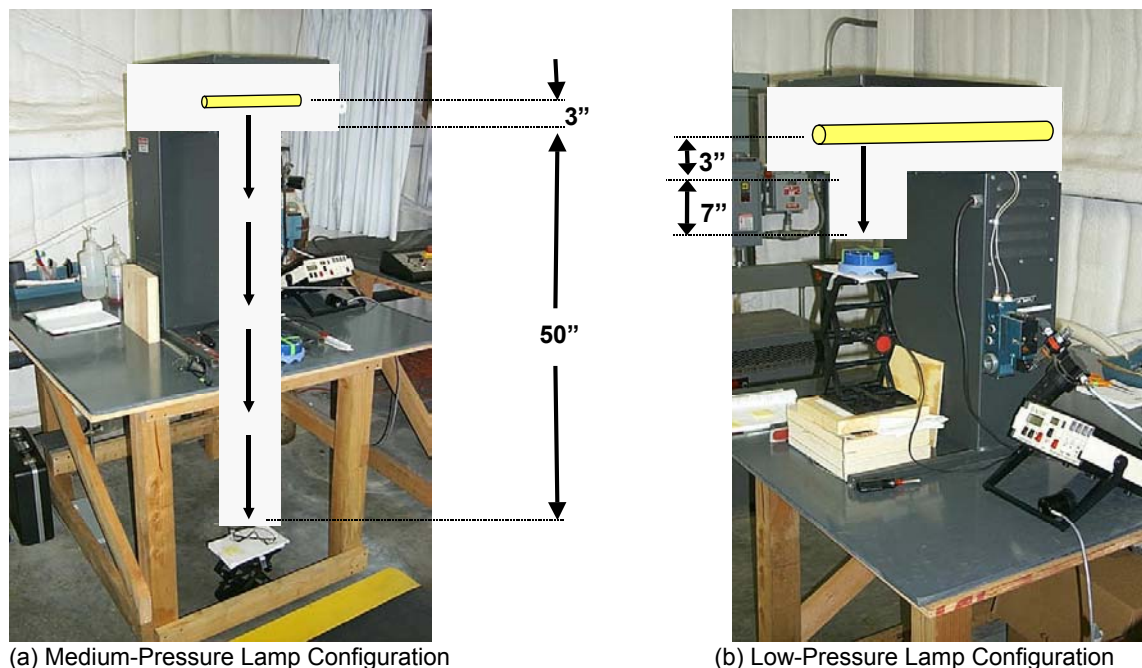 3”
50”
3”
7”
(a) Medium-Pressure Lamp Configuration
(b) Low-Pressure Lamp Configuration